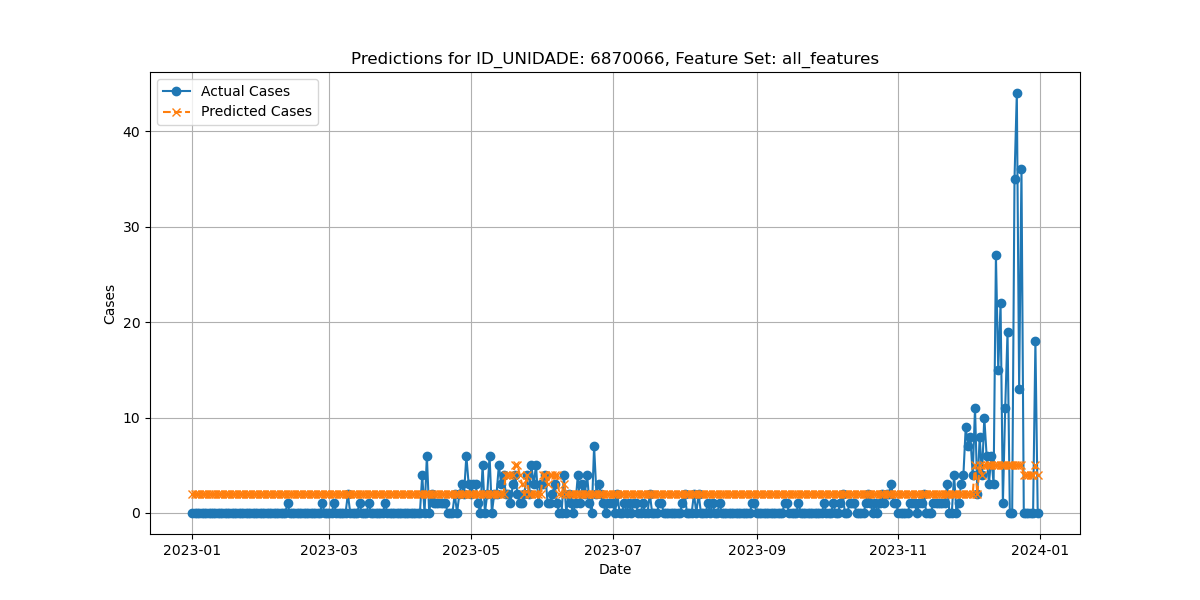 Predictions for ID_UNIDADE: 6870066, Feature Set: all_features
Actual Cases
Predicted Cases
Cases
40
30
20
10
0
2023-01 2023-03 2023-05 2023-07 2023-09 2023-11 2024-01
Date